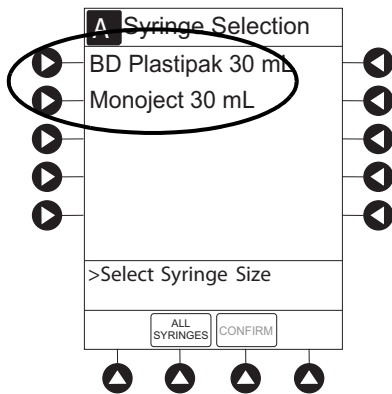 A Syringe Selection
BD Plastipak 30 mL
Monoject 30 mL
>Select Syringe Size
ALL
SYRINGES
CONFIRM